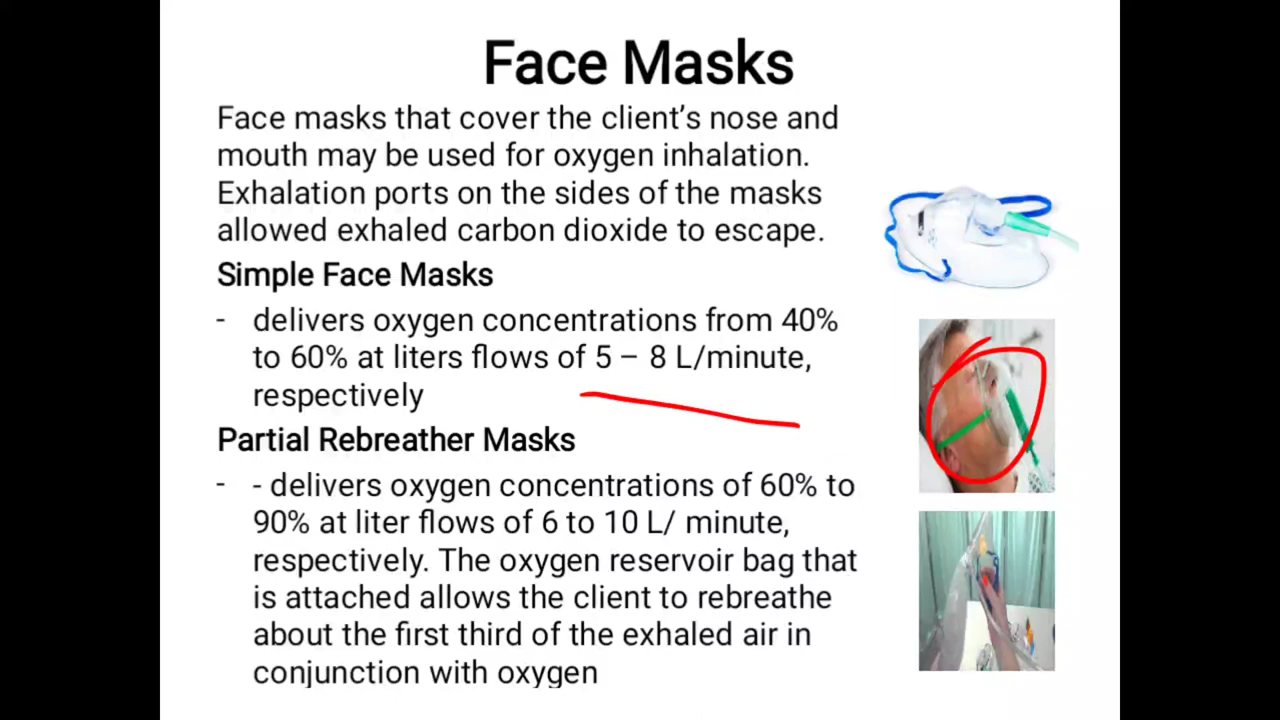 Face Masks
Face masks that cover the client’s nose and
mouth may be used for oxygen inhalation.
Exhalation ports on the sides of the masks
allowed exhaled carbon dioxide to escape.
Simple Face Masks
- delivers oxygen concentrations from 40%
to 60% at liters flows of 5 – 8 L/minute,
respectively
Partial Rebreather Masks
- - delivers oxygen concentrations of 60% to
90% at liter flows of 6 to 10 L/ minute,
respectively. The oxygen reservoir bag that
is attached allows the client to rebreathe
about the first third of the exhaled air in
conjunction with oxygen